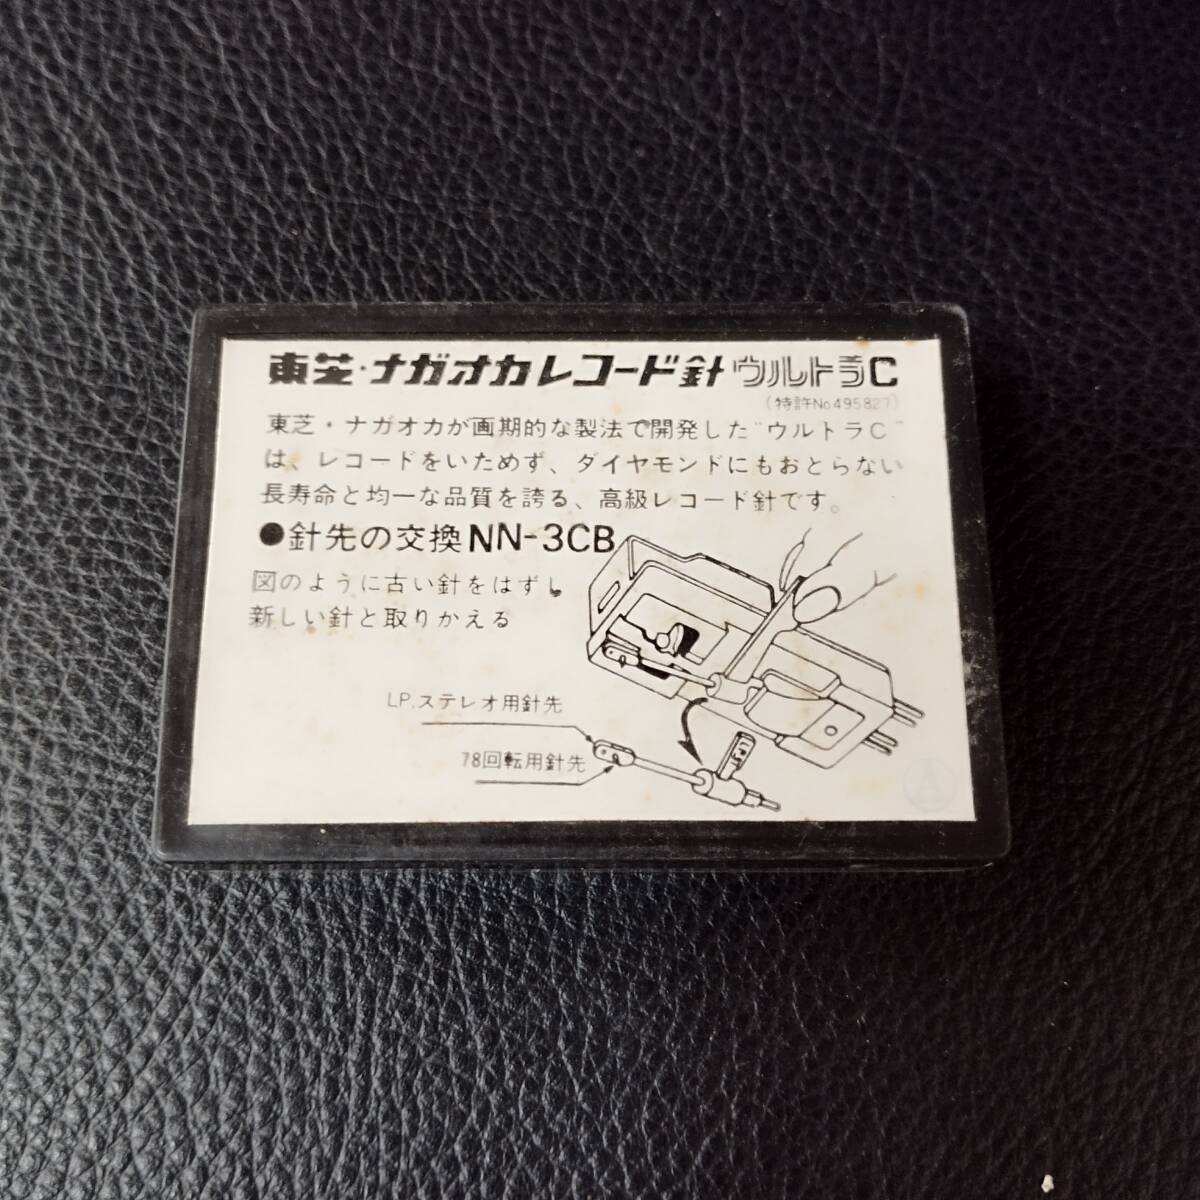 東芝・ナガオカレコード針 ウルトラC
(特許No495827)
東芝・ナガオカが画期的な製法で開発した"ウルトラC"
は、レコードをいためず、ダイヤモンドにもおとらない
長寿命と均一な品質を誇る、高級レコード針です。
●針先の交換NN-3CB
図のように古い針をはずし
新しい針と取りかえる
LP,ステレオ用針先
78回転用針先